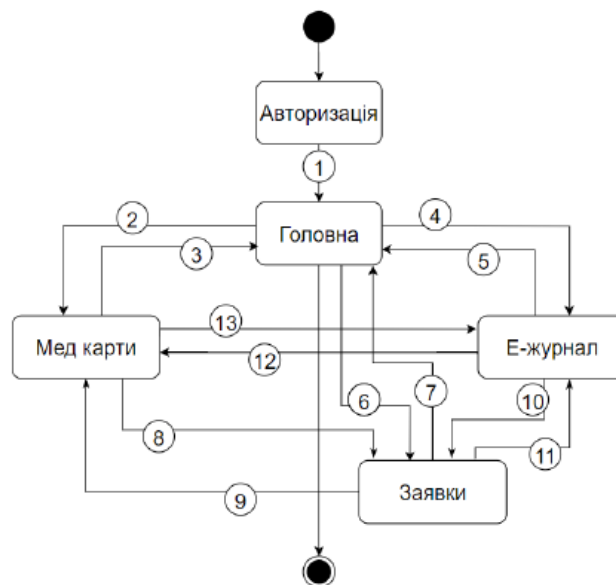 Авторизація
1
2
Головна
4
3
5
Мед карти
13
Е-журнал
12
7
6
10
8
11
9
Заявки